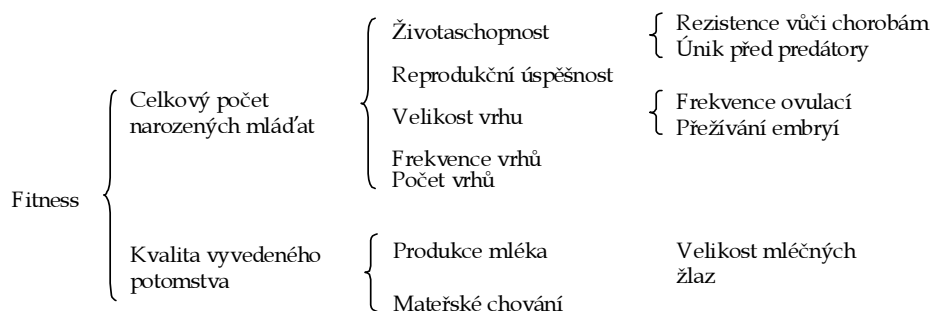 Životaschopnost
Rezistence vůči chorobám
Únik před predátory
Reprodukční úspěšnost
Celkový počet
narozených mláďat
Velikost vrhu
Frekvence ovulací
Přežívání embryí
Frekvence vrhů
Počet vrhů
Fitness
Kvalita vyvedeného
potomstva
Produkce mléka
Velikost mléčných
žlaz
Mateřské chování